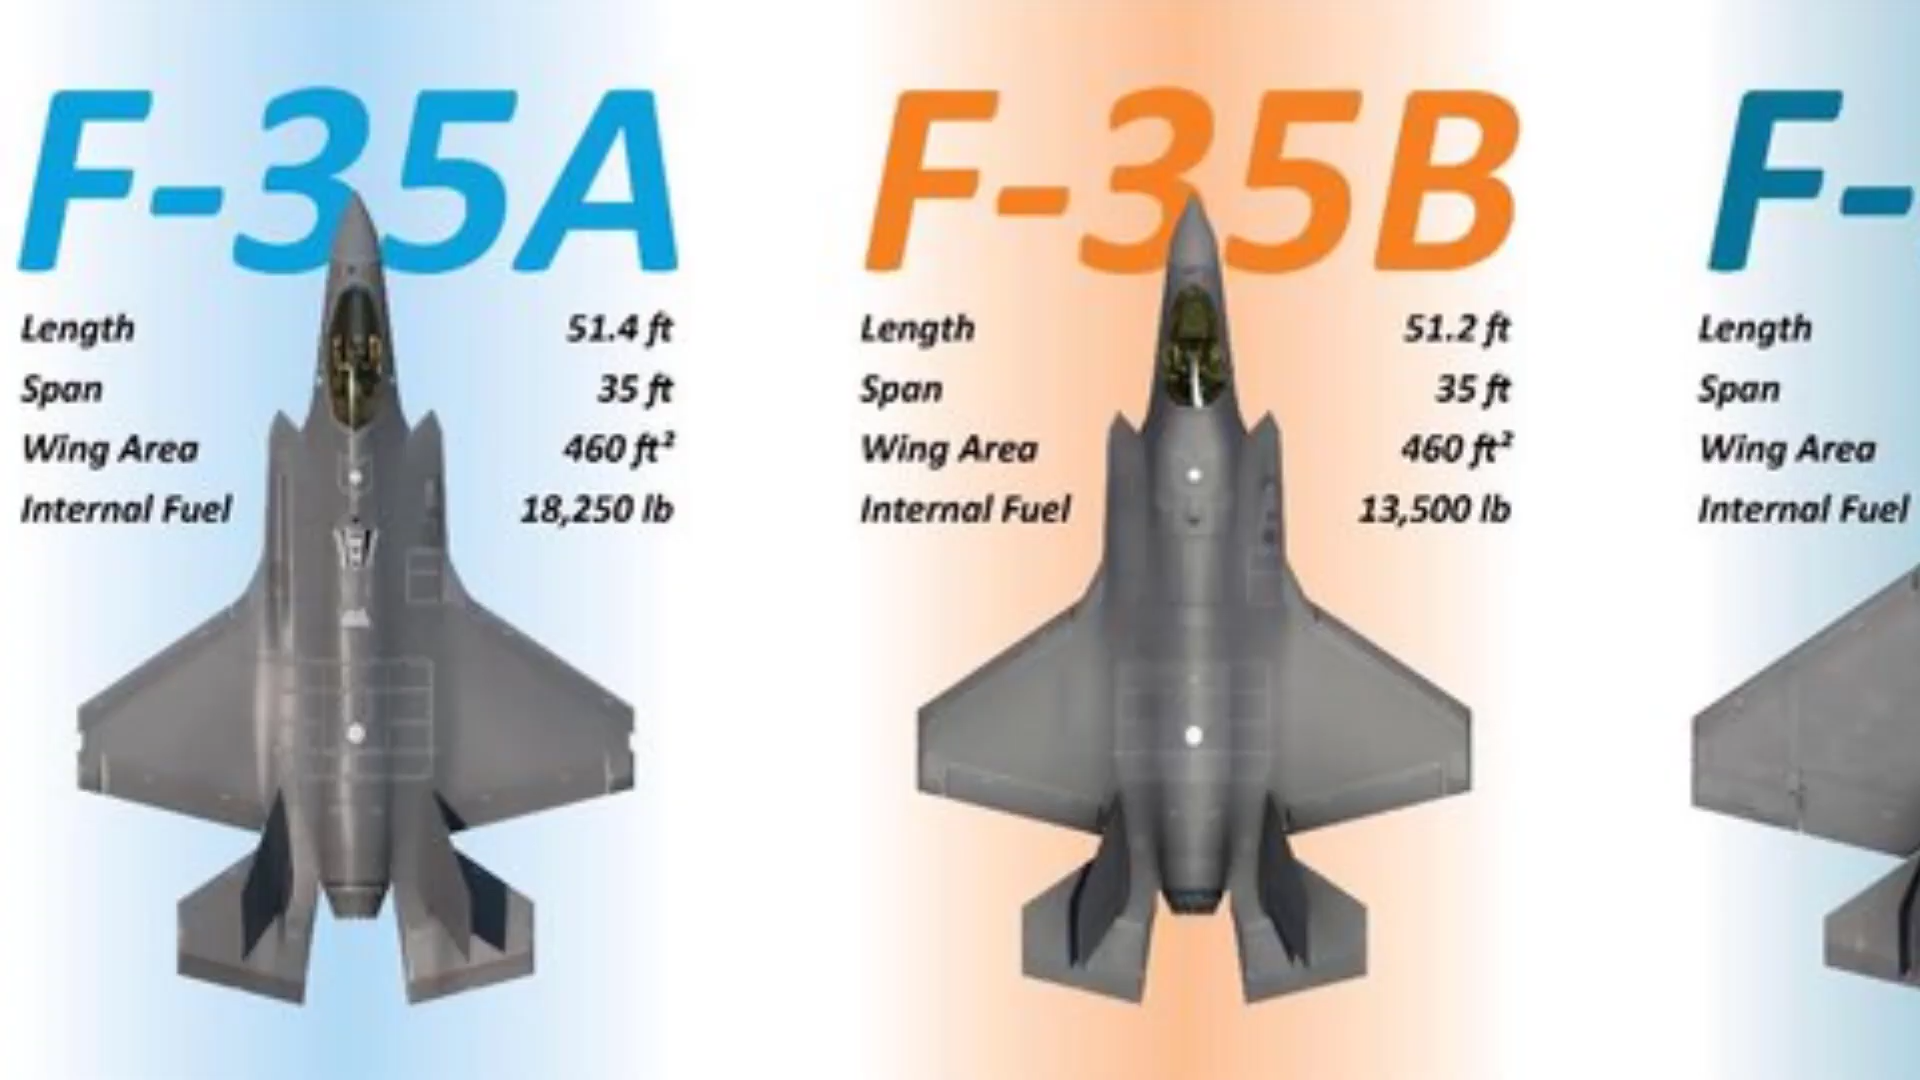 F-35A
Length 51.4 ft
Span 35 ft
Wing Area 460 ft²
Internal Fuel 18,250 lb
F-35B
Length 51.2 ft
Span 35 ft
Wing Area 460 ft²
Internal Fuel 13,500 lb
F-
Length
Span
Wing Area
Internal Fuel